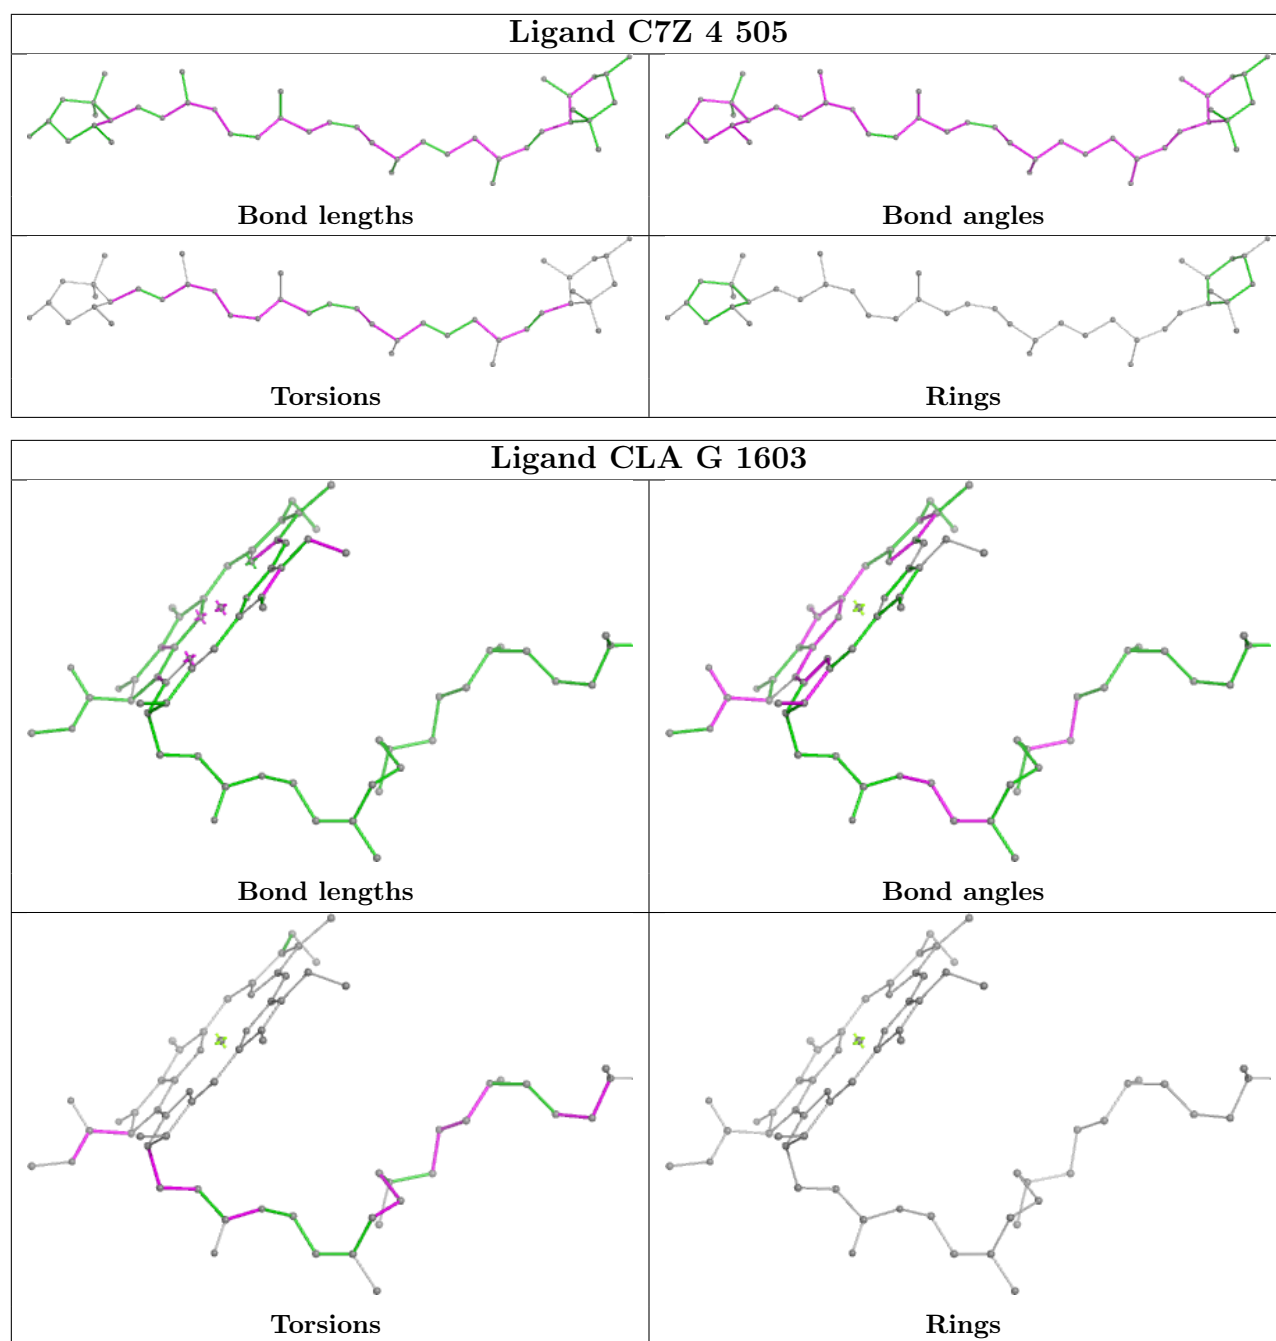 Ligand C7Z 4 505
Bond lengths
Bond angles
Torsions
Rings
Ligand CLA G 1603
Bond lengths
Bond angles
Torsions
Rings